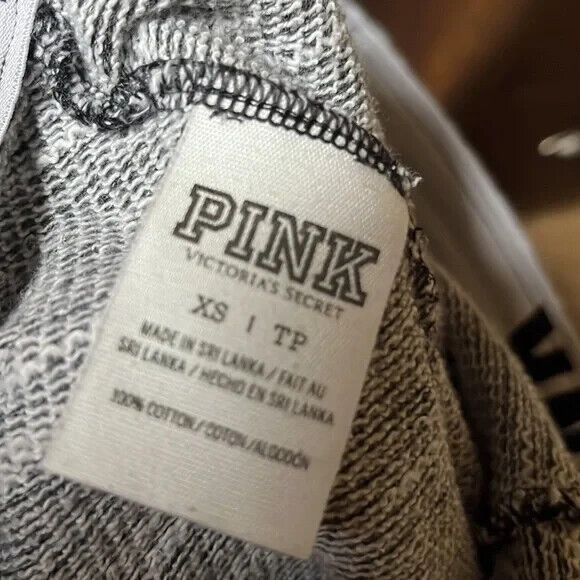 PINK
VICTORIA'S SECRET
XS | TP
MADE IN SRI LANKA / FAIT AU
SRI LANKA / HECHO EN SRI LANKA
100% COTTON / COTON / ALGODÓN